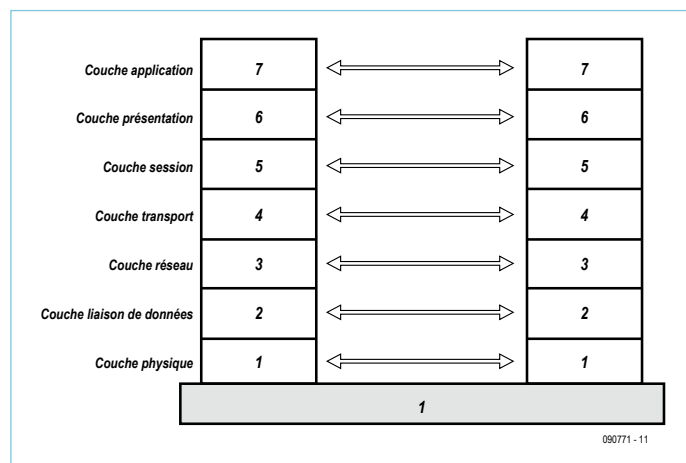 Couche application 7 7
Couche présentation 6 6
Couche session 5 5
Couche transport 4 4
Couche réseau 3 3
Couche liaison de données 2 2
Couche physique 1 1
1
090771 - 11